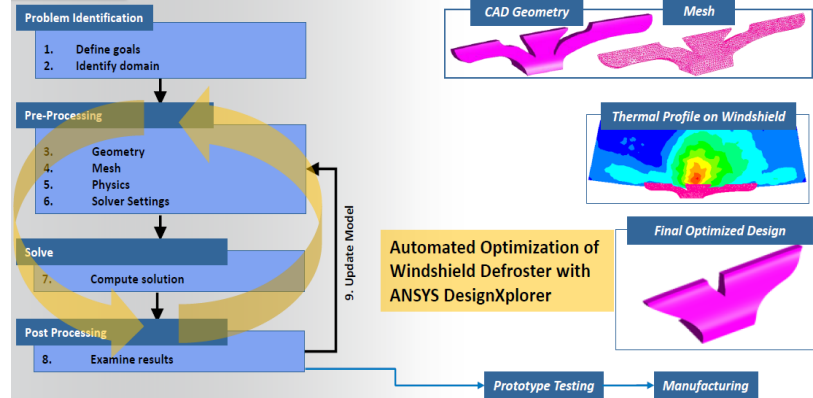 Problem Identification
1. Define goals
2. Identify domain
Pre-Processing
3. Geometry
4. Mesh
5. Physics
6. Solver Settings
Solve
7. Compute solution
Post Processing
8. Examine results
9. Update Model
CAD Geometry
Mesh
Thermal Profile on Windshield
Automated Optimization of
Windshield Defroster with
ANSYS DesignXplorer
Final Optimized Design
Prototype Testing
Manufacturing